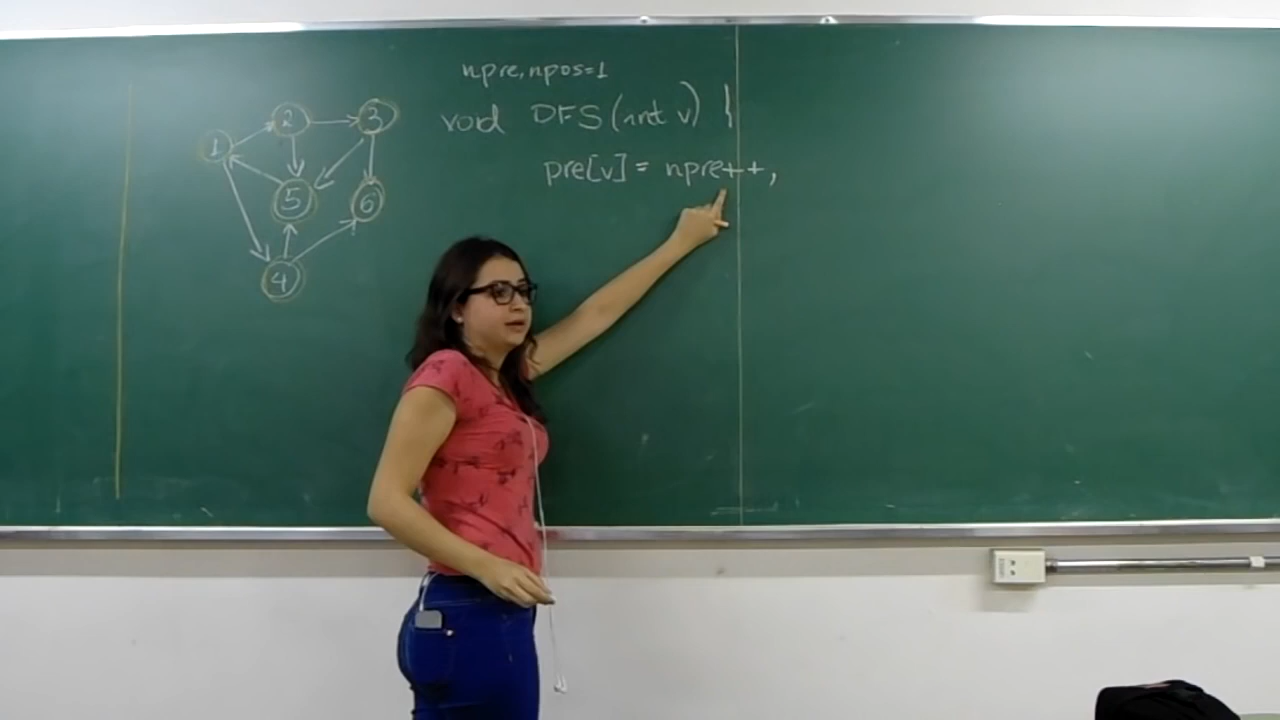 npre, npos=1
void DFS(int v) {
pre[v] = npre++;
1
2
3
5
6
4